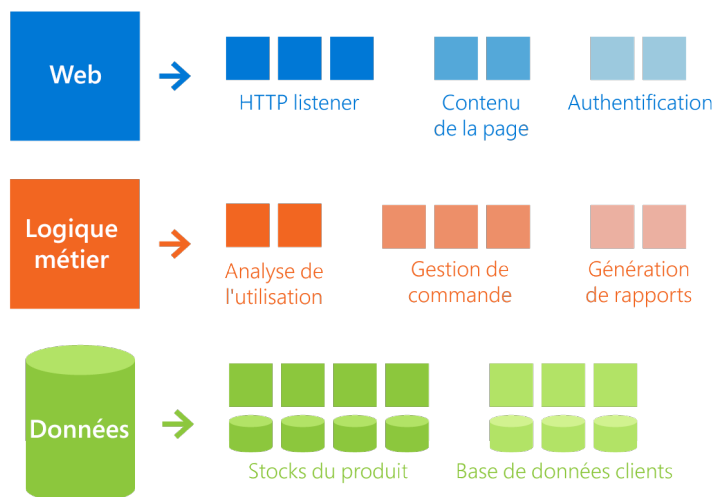 Web
HTTP listener
Contenu
de la page
Authentification
Logique
métier
Analyse de
l'utilisation
Gestion de
commande
Génération
de rapports
Données
Stocks du produit
Base de données clients